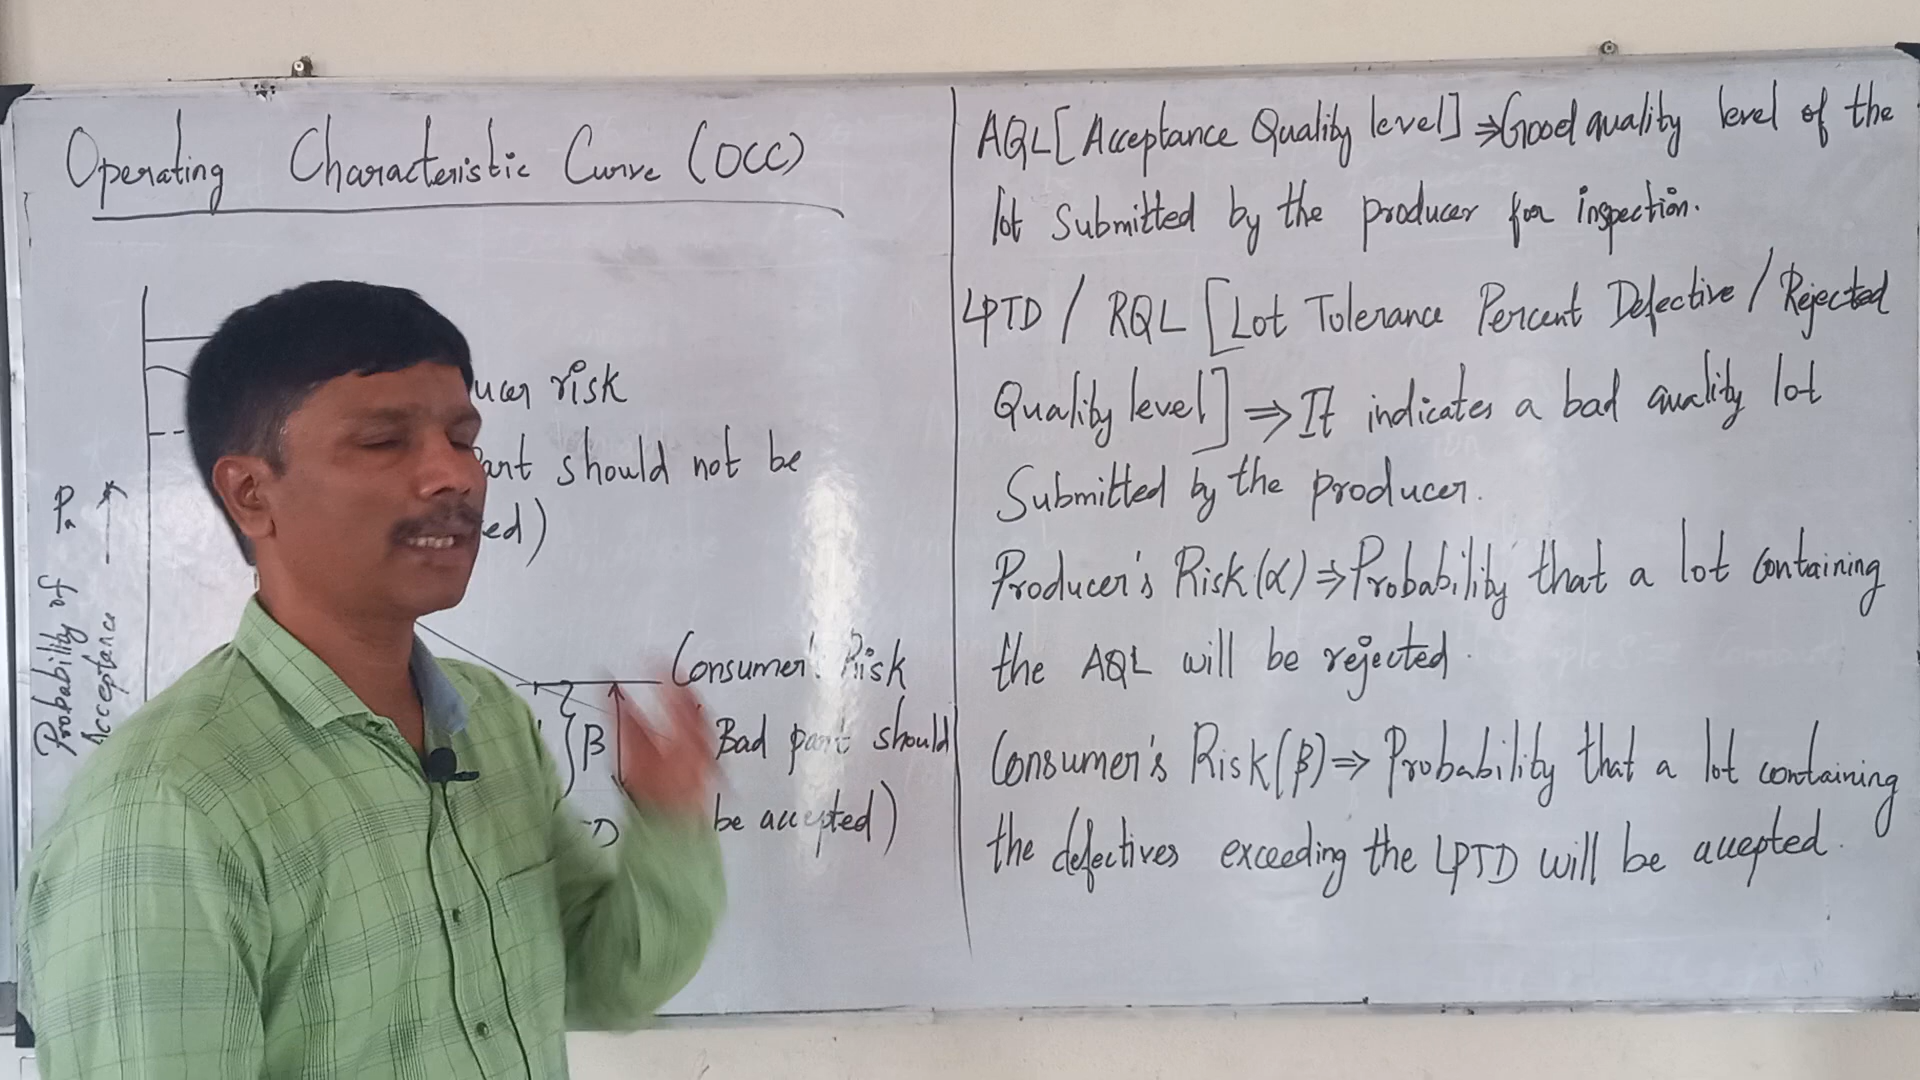 Operating Characteristic Curve (OCC)
risk
should not be
Probability of Pa
Acceptance
Consumer's Risk
Bad part should
be accepted)
β
AQL [Acceptance Quality level] ⇒ Good quality level of the
lot Submitted by the producer for inspection.
LPTD / RQL [Lot Tolerance Percent Defective / Rejected
Quality level] ⇒ It indicates a bad quality lot
Submitted by the producer.
Producer's Risk (α) ⇒ Probability that a lot containing
the AQL will be rejected.
Consumer's Risk (β) ⇒ Probability that a lot containing
the defectives exceeding the LPTD will be accepted.